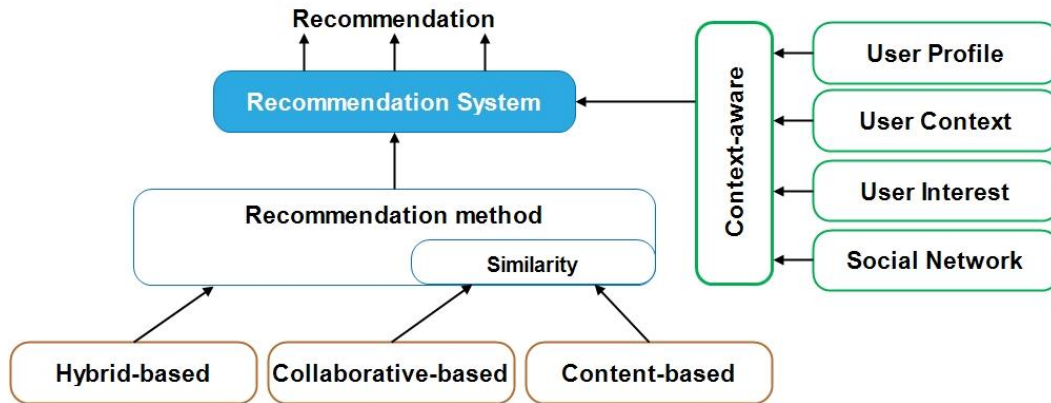 Recommendation
Recommendation System
Recommendation method
Similarity
Hybrid-based
Collaborative-based
Content-based
Context-aware
User Profile
User Context
User Interest
Social Network